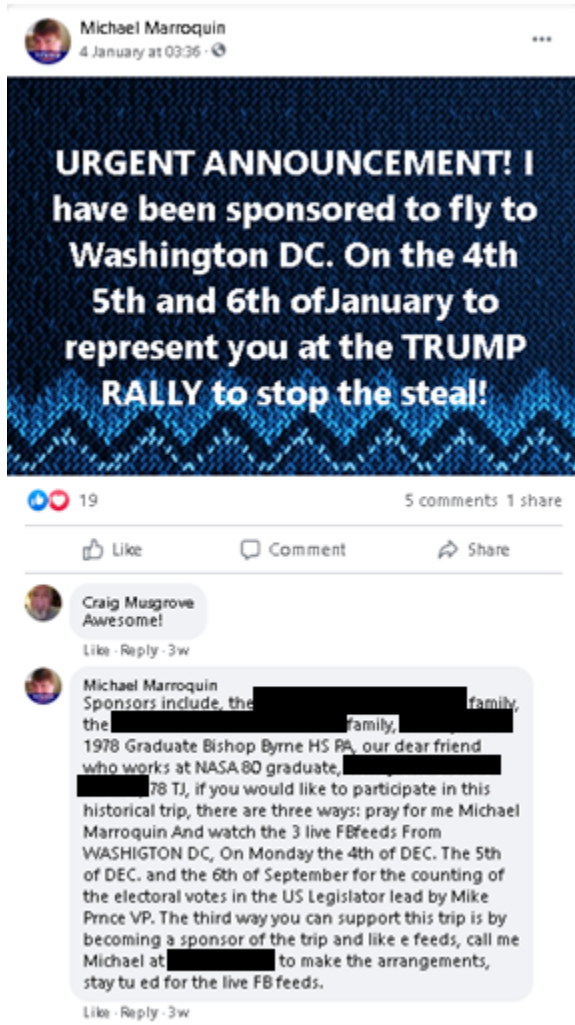 Michael Marroquin
4 January at 03:36 ·
URGENT ANNOUNCEMENT! I
have been sponsored to fly to
Washington DC. On the 4th
5th and 6th ofJanuary to
represent you at the TRUMP
RALLY to stop the steal!
19
5 comments 1 share
Like
Comment
Share
Craig Musgrove
Awesome!
Like · Reply · 3w
Michael Marroquin
Sponsors include, the family,
the family,
1978 Graduate Bishop Byrne HS PA, our dear friend
who works at NASA 80 graduate,
78 TJ, if you would like to participate in this
historical trip, there are three ways: pray for me Michael
Marroquin And watch the 3 live FBfeeds From
WASHIGTON DC, On Monday the 4th of DEC. The 5th
of DEC. and the 6th of September for the counting of
the electoral votes in the US Legislator lead by Mike
Prnce VP. The third way you can support this trip is by
becoming a sponsor of the trip and like e feeds, call me
Michael at to make the arrangements,
stay tu ed for the live FB feeds.
Like · Reply · 3w